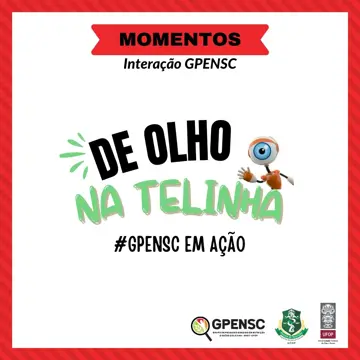 MOMENTOS
Interação GPENSC
DE OLHO
NA TELINHA
#GPENSC EM AÇÃO
GPENSC
UFOP